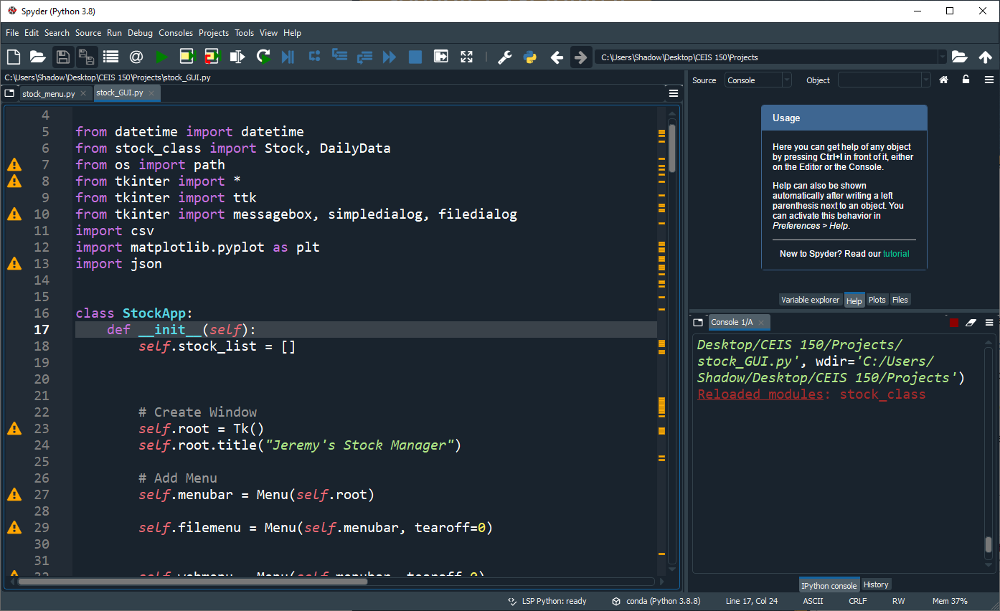 Spyder (Python 3.8)
File Edit Search Source Run Debug Consoles Projects Tools View Help
C:\Users\Shadow\Desktop\CEIS 150\Projects
C:\Users\Shadow\Desktop\CEIS 150\Projects\stock_GUI.py
stock_menu.py
stock_GUI.py
4
5 from datetime import datetime
6 from stock_class import Stock, DailyData
7 from os import path
8 from tkinter import *
9 from tkinter import ttk
10 from tkinter import messagebox, simpledialog, filedialog
11 import csv
12 import matplotlib.pyplot as plt
13 import json
14
15
16 class StockApp:
17 def __init__(self):
18 self.stock_list = []
19
20
21
22 # Create Window
23 self.root = Tk()
24 self.root.title("Jeremy's Stock Manager")
25
26 # Add Menu
27 self.menubar = Menu(self.root)
28
29 self.filemenu = Menu(self.menubar, tearoff=0)
30
31
32 self.webmenu = Menu(self.menubar, tearoff=0)
Source Console Object
Usage
Here you can get help of any object
by pressing Ctrl+I in front of it, either
on the Editor or the Console.
Help can also be shown
automatically after writing a left
parenthesis next to an object. You
can activate this behavior in
Preferences > Help.
New to Spyder? Read our tutorial
Variable explorer Help Plots Files
Console 1/A
Desktop/CEIS 150/Projects/
stock_GUI.py', wdir='C:/Users/
Shadow/Desktop/CEIS 150/Projects')
Reloaded modules: stock_class
IPython console History
LSP Python: ready conda (Python 3.8.8) Line 17, Col 24 ASCII CRLF RW Mem 37%